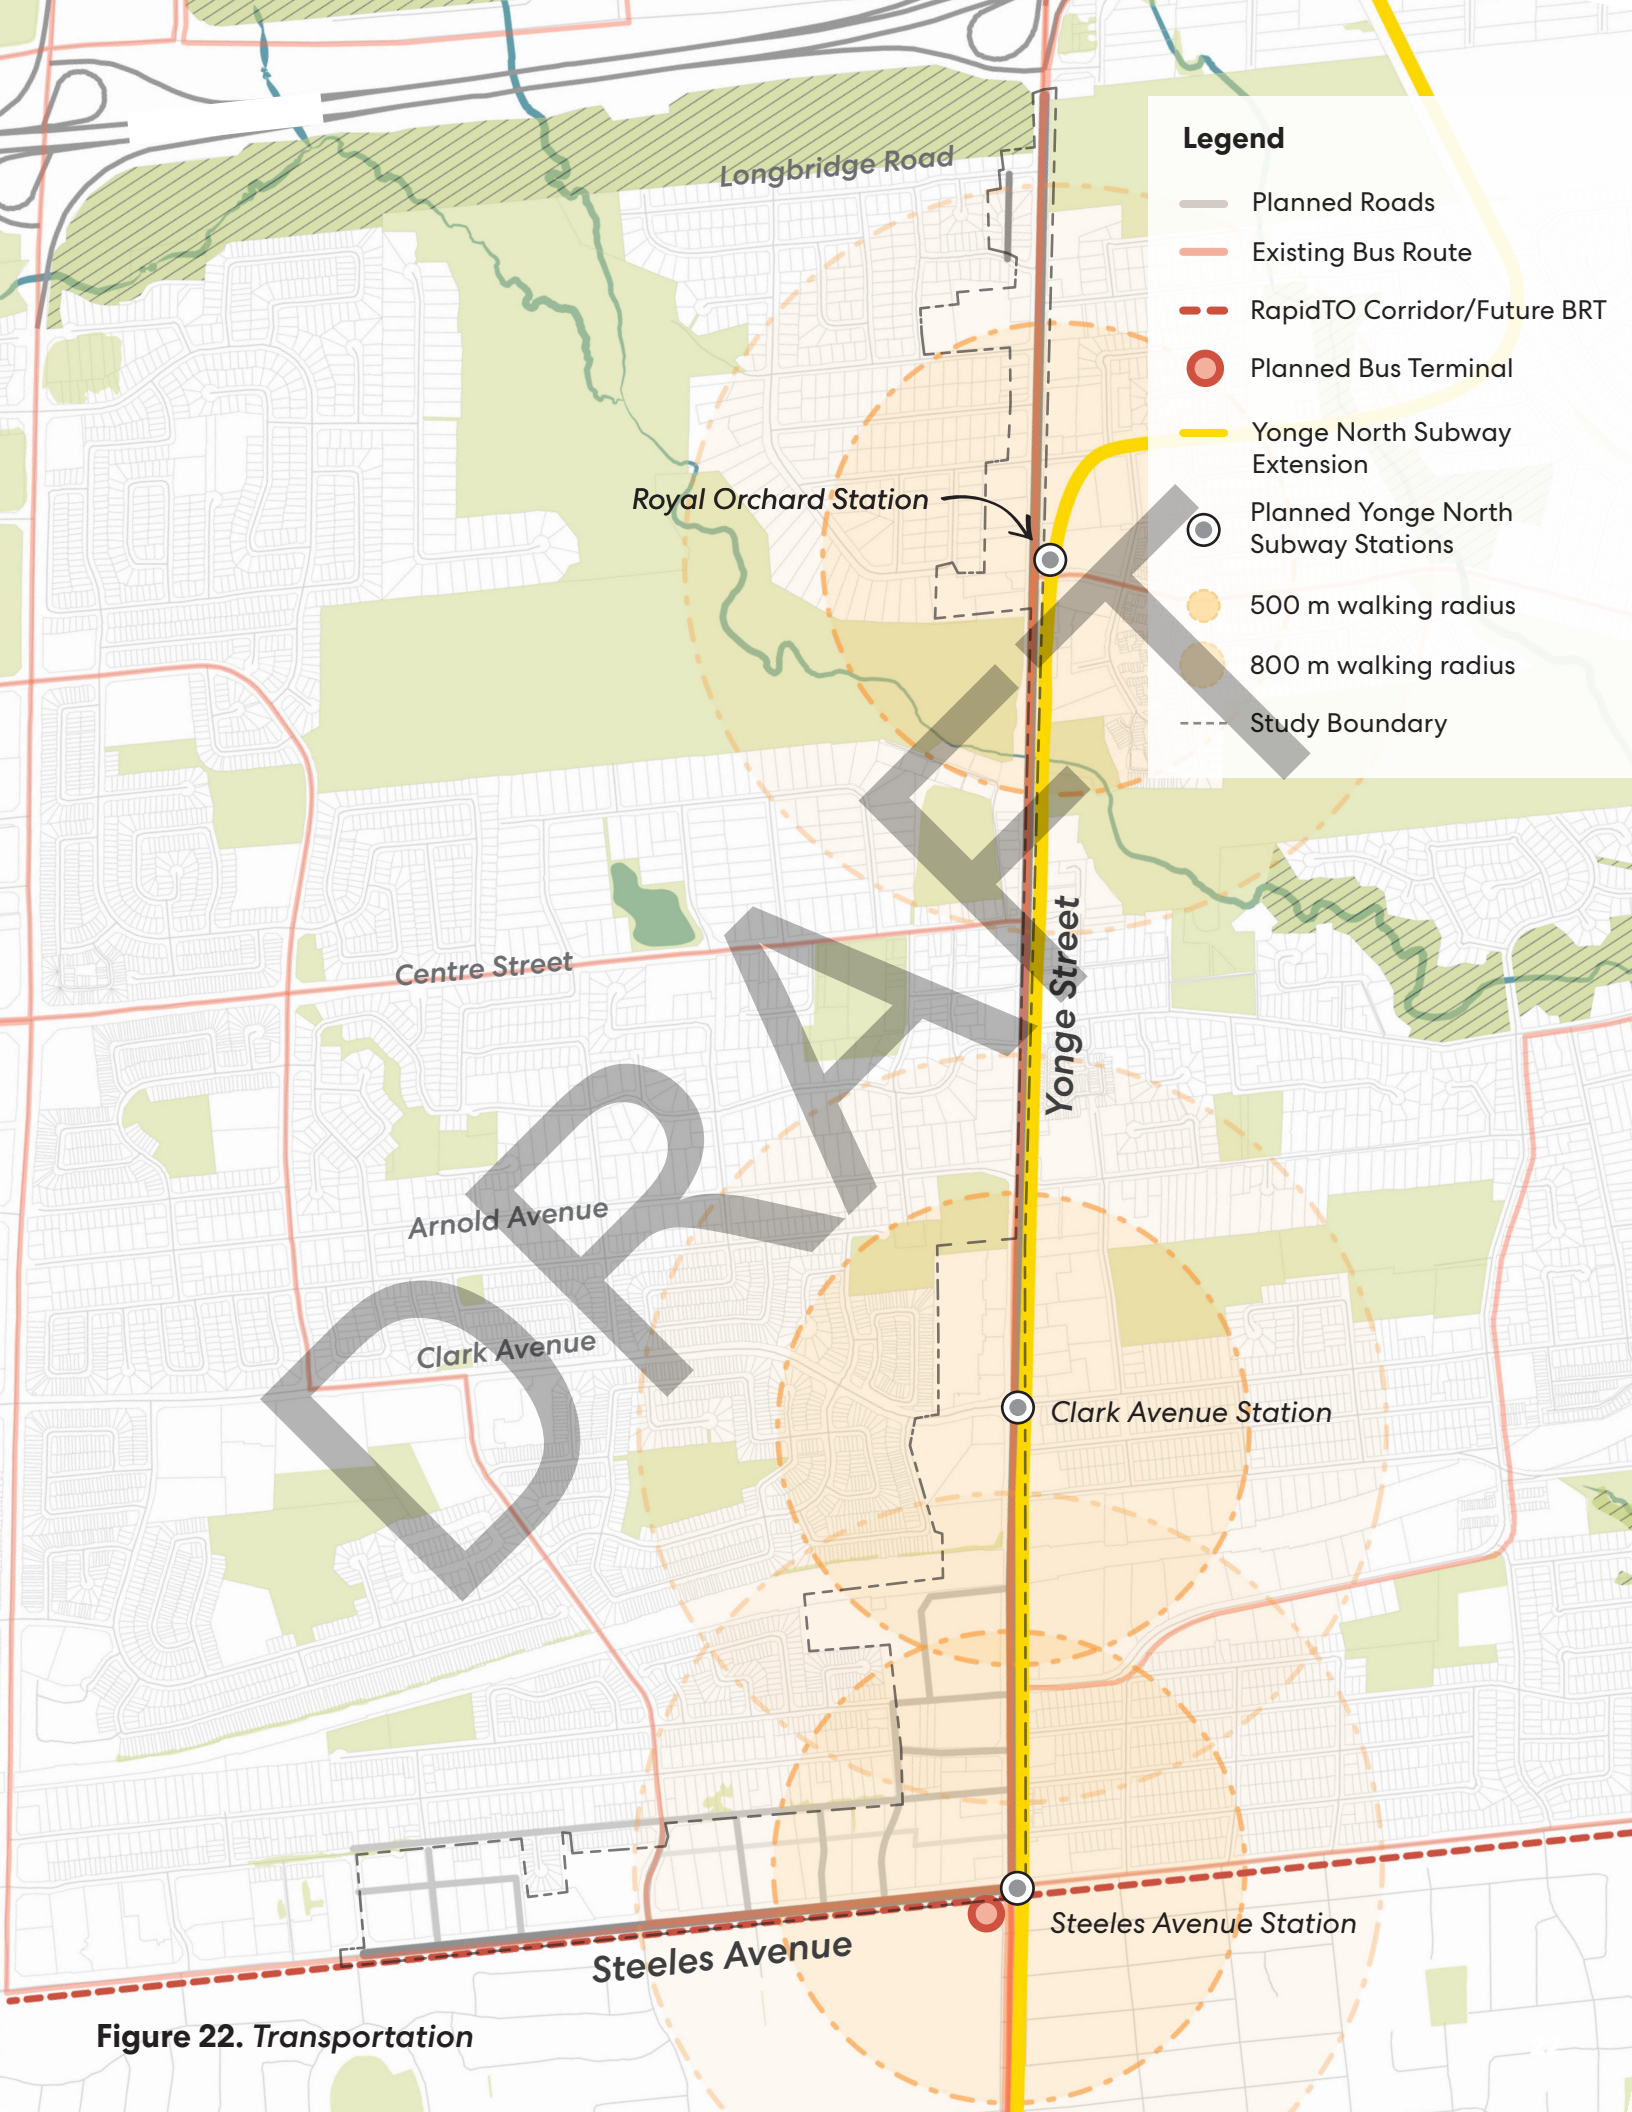 Longbridge Road
Legend
Planned Roads
Existing Bus Route
RapidTO Corridor/Future BRT
Planned Bus Terminal
Yonge North Subway
Extension
Planned Yonge North
Subway Stations
500 m walking radius
800 m walking radius
Study Boundary
Royal Orchard Station
Yonge Street
Centre Street
Arnold Avenue
Clark Avenue
Clark Avenue Station
Steeles Avenue Station
Steeles Avenue
DRAFT
Figure 22. Transportation